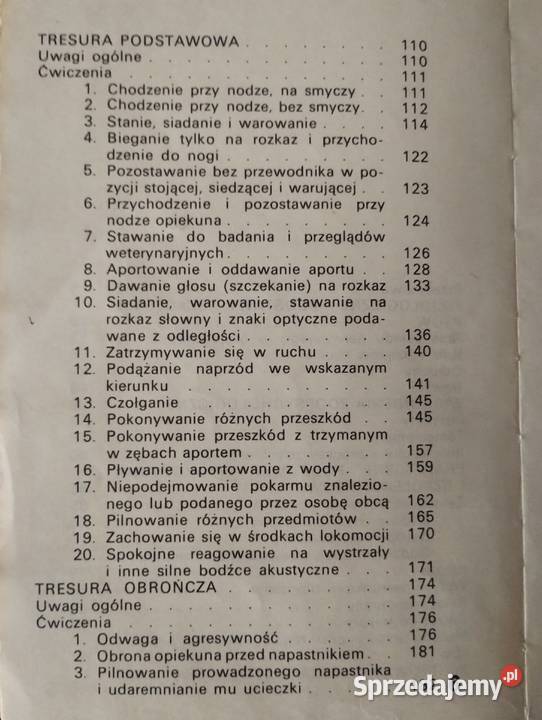 TRESURA PODSTAWOWA . . . . . . . 110
Uwagi ogólne . . . . . . . . . . . . 110
Ćwiczenia . . . . . . . . . . . . . 111
1. Chodzenie przy nodze, na smyczy . . 111
2. Chodzenie przy nodze, bez smyczy . 112
3. Stanie, siadanie i warowanie . . . . 114
4. Bieganie tylko na rozkaz i przycho-
dzenie do nogi . . . . . . . . . 122
5. Pozostawanie bez przewodnika w po-
zycji stojącej, siedzącej i warującej . . 123
6. Przychodzenie i pozostawanie przy
nodze opiekuna . . . . . . . . . 124
7. Stawanie do badania i przeglądów
weterynaryjnych . . . . . . . . . 126
8. Aportowanie i oddawanie aportu . . 128
9. Dawanie głosu (szczekanie) na rozkaz 133
10. Siadanie, warowanie, stawanie na
rozkaz słowny i znaki optyczne poda-
wane z odległości . . . . . . . . 136
11. Zatrzymywanie się w ruchu . . . . 140
12. Podążanie naprzód we wskazanym
kierunku . . . . . . . . . . . 141
13. Czołganie . . . . . . . . . . 145
14. Pokonywanie różnych przeszkód . . 145
15. Pokonywanie przeszkód z trzymanym
w zębach aportem . . . . . . . . 157
16. Pływanie i aportowanie z wody . . . 159
17. Niepodejmowanie pokarmu znalezio-
nego lub podanego przez osobę obcą 162
18. Pilnowanie różnych przedmiotów . . 165
19. Zachowanie się w środkach lokomocji 170
20. Spokojne reagowanie na wystrzały
i inne silne bodźce akustyczne . . . 171
TRESURA OBROŃCZA . . . . . . . . 174
Uwagi ogólne . . . . . . . . . . . . 174
Ćwiczenia . . . . . . . . . . . . . 176
1. Odwaga i agresywność . . . . . . 176
2. Obrona opiekuna przed napastnikiem . . 181
3. Pilnowanie prowadzonego napastnika
i udaremnianie mu ucieczki . . . .
Sprzedajemy.pl